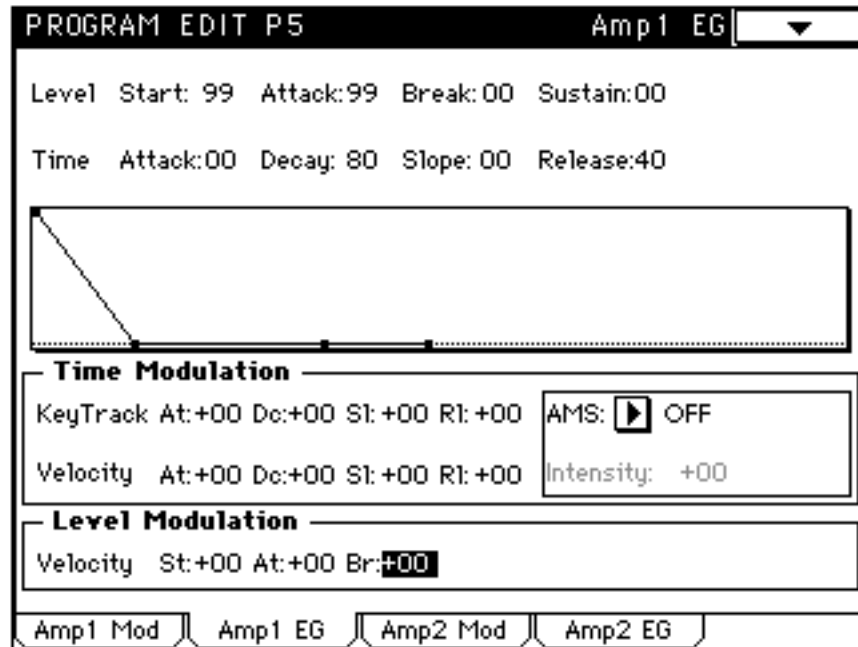 PROGRAM EDIT P5 Amp1 EG
Level Start: 99 Attack:99 Break:00 Sustain:00
Time Attack:00 Decay: 80 Slope: 00 Release:40
Time Modulation
KeyTrack At:+00 Dc:+00 Sl:+00 Rl:+00 AMS: OFF
Velocity At:+00 Dc:+00 Sl:+00 Rl:+00 Intensity: +00
Level Modulation
Velocity St:+00 At:+00 Br:+00
Amp1 Mod Amp1 EG Amp2 Mod Amp2 EG